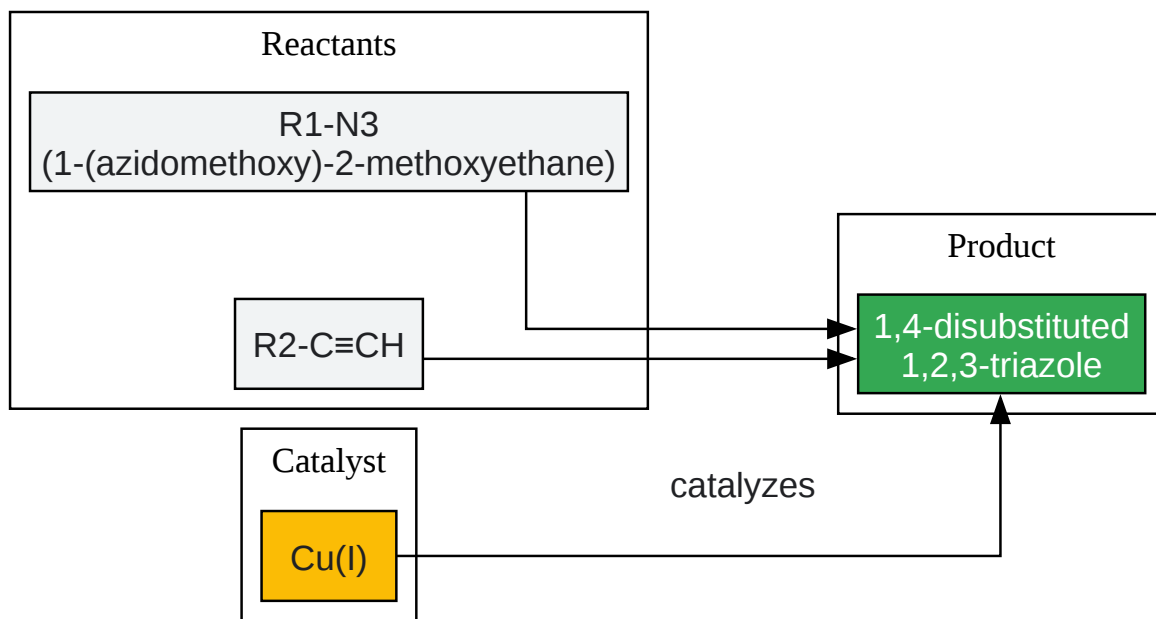 Reactants
R1-N3
(1-(azidomethoxy)-2-methoxyethane)
R2-C≡CH
Product
1,4-disubstituted
1,2,3-triazole
Catalyst
Cu(I)
catalyzes